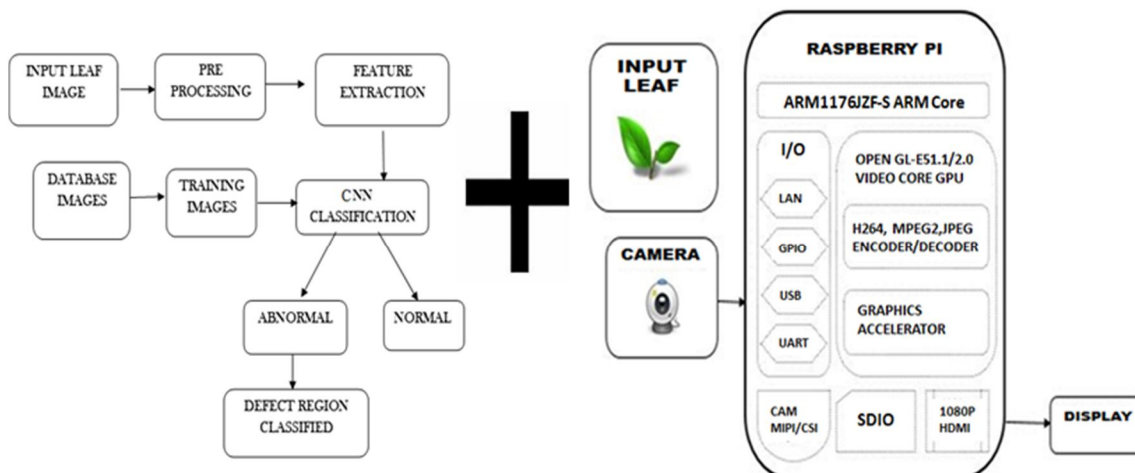 INPUT LEAF
IMAGE
PRE
PROCESSING
FEATURE
EXTRACTION
DATABASE
IMAGES
TRAINING
IMAGES
CNN
CLASSIFICATION
ABNORMAL
NORMAL
DEFECT REGION
CLASSIFIED
INPUT
LEAF
CAMERA
RASPBERRY PI
ARM1176JZF-S ARM Core
I/O
LAN
GPIO
USB
UART
OPEN GL-E51.1/2.0
VIDEO CORE GPU
H264, MPEG2,JPEG
ENCODER/DECODER
GRAPHICS
ACCELERATOR
CAM
MIPI/CSI
SDIO
1080P
HDMI
DISPLAY